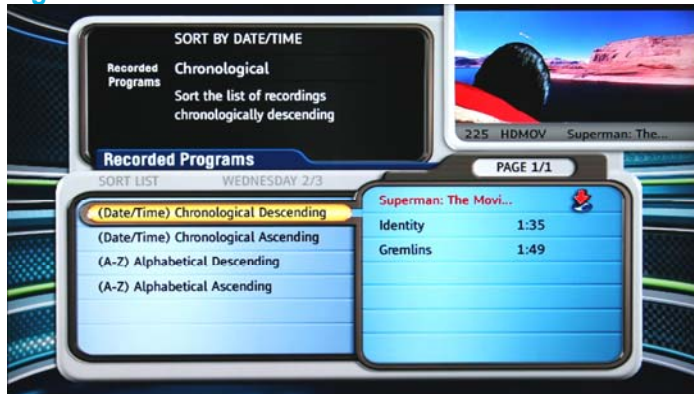 SORT BY DATE/TIME
Recorded Programs
Chronological
Sort the list of recordings
chronologically descending
225 HDMOV Superman: The...
Recorded Programs
PAGE 1/1
SORT LIST WEDNESDAY 2/3
(Date/Time) Chronological Descending
(Date/Time) Chronological Ascending
(A-Z) Alphabetical Descending
(A-Z) Alphabetical Ascending
Superman: The Movi...
Identity 1:35
Gremlins 1:49